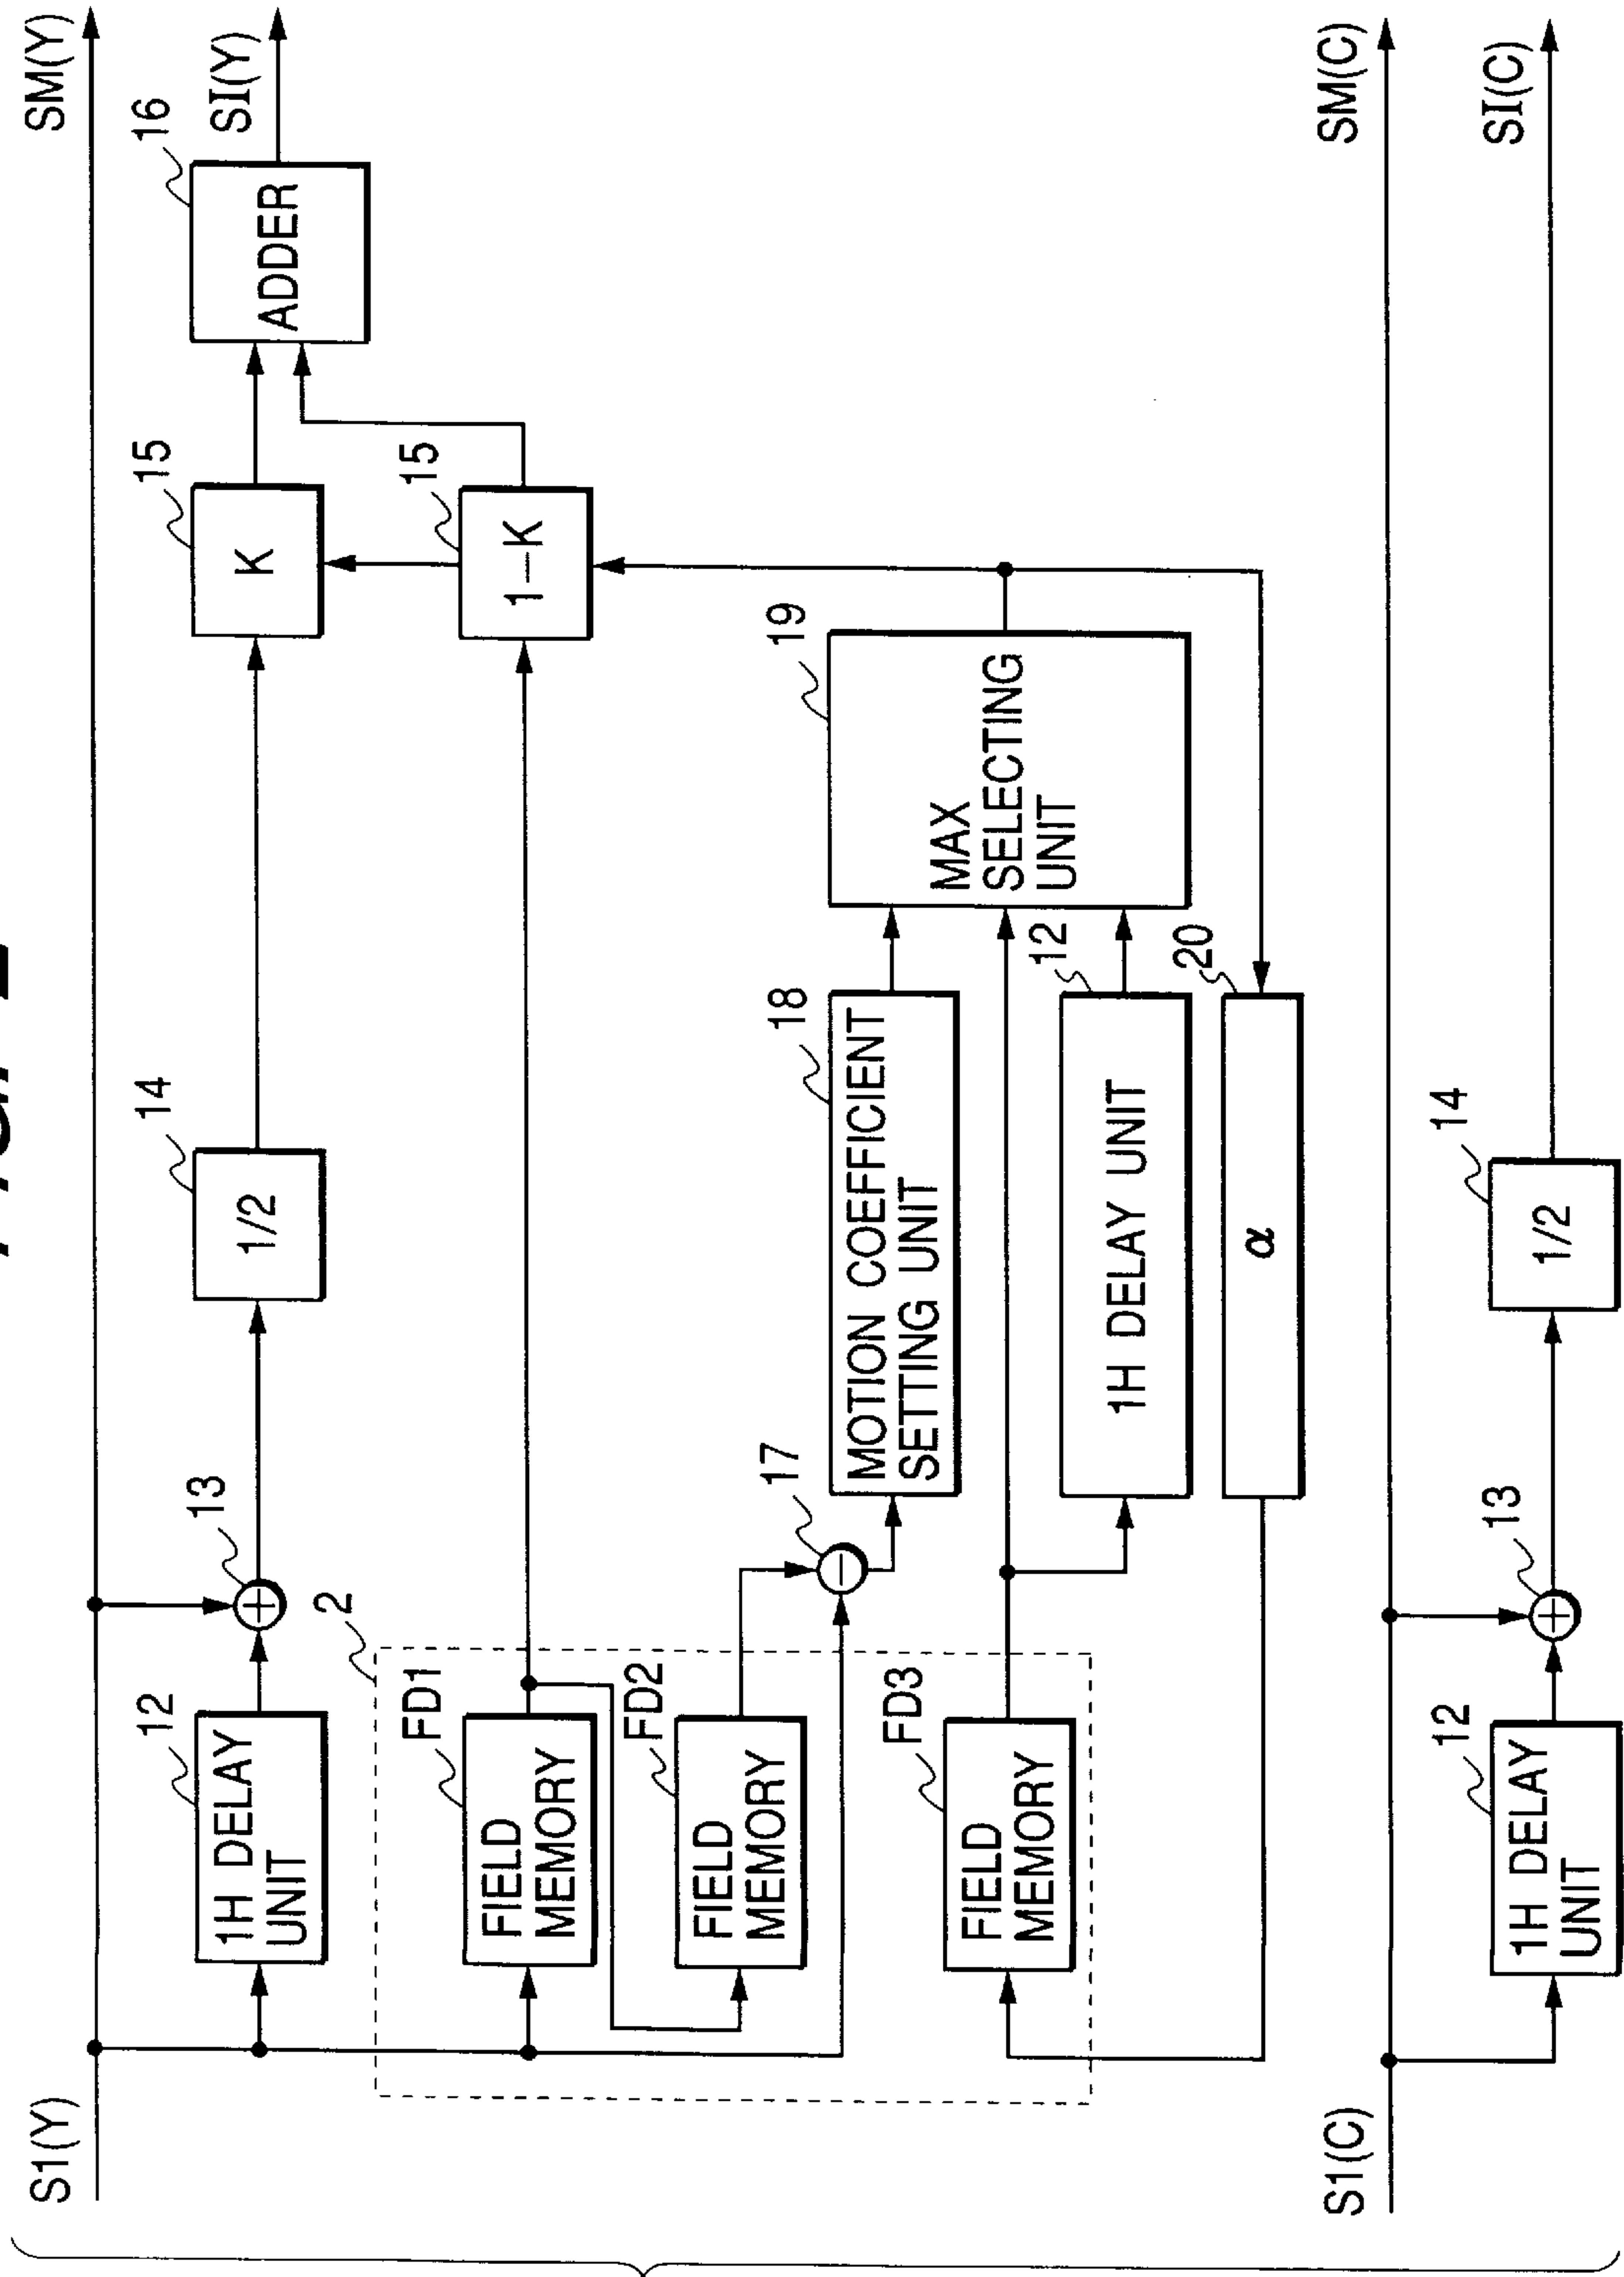 S1(Y)
SM(Y)
12
1H DELAY
UNIT
13
+
14
1/2
15
K
16
ADDER
SI(Y)
2
FD1
FIELD
MEMORY
15
1-K
FD2
FIELD
MEMORY
17
-
18
MOTION COEFFICIENT
SETTING UNIT
19
MAX
SELECTING
UNIT
FD3
FIELD
MEMORY
12
1H DELAY UNIT
20
α
S1(C)
SM(C)
12
1H DELAY
UNIT
13
+
14
1/2
SI(C)